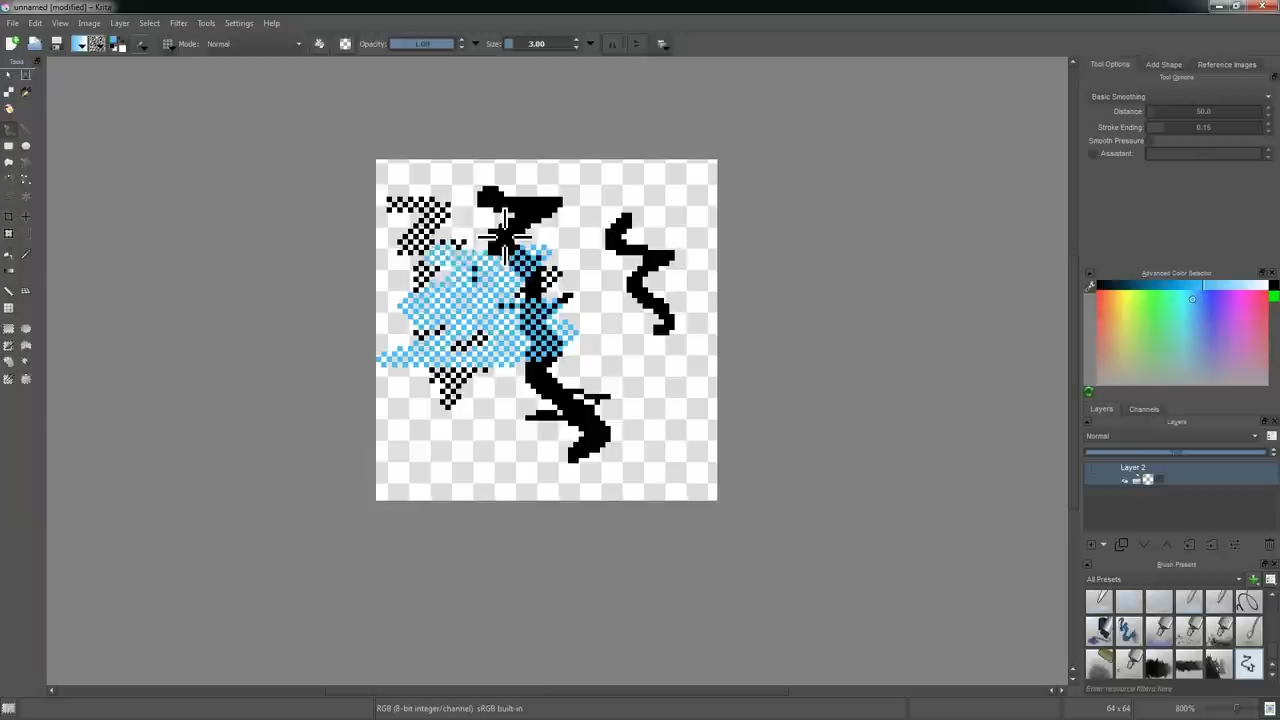 unnamed [modified] – Krita
File Edit View Image Layer Select Filter Tools Settings Help
Mode: Normal Opacity: 1.00 Size: 3.00
Tools
Tool Options Add Shape Reference Images
Tool Options
Basic Smoothing
Distance: 50.0
Stroke Ending: 0.15
Smooth Pressure
Assistant:
Advanced Color Selector
Layers Channels
Layers
Normal
Layer 2
Brush Presets
All Presets
Enter resource filters here
RGB (8-bit integer/channel) sRGB built-in
64 x 64
800%